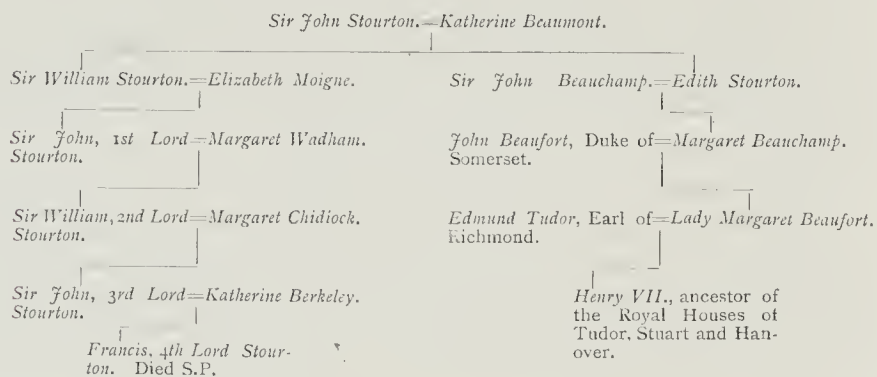 Sir John Stourton.=Katherine Beaumont.
Sir William Stourton.=Elizabeth Moigne.
Sir John Beauchamp.=Edith Stourton.
Sir John, 1st Lord=Margaret Wadham.
Stourton.
John Beaufort, Duke of=Margaret Beauchamp.
Somerset.
Sir William, 2nd Lord=Margaret Chidiock.
Stourton.
Edmund Tudor, Earl of=Lady Margaret Beaufort.
Richmond.
Sir John, 3rd Lord=Katherine Berkeley.
Stourton.
Henry VII., ancestor of
the Royal Houses of
Tudor, Stuart and Han-
over.
Francis, 4th Lord Stour-
ton. Died S.P.